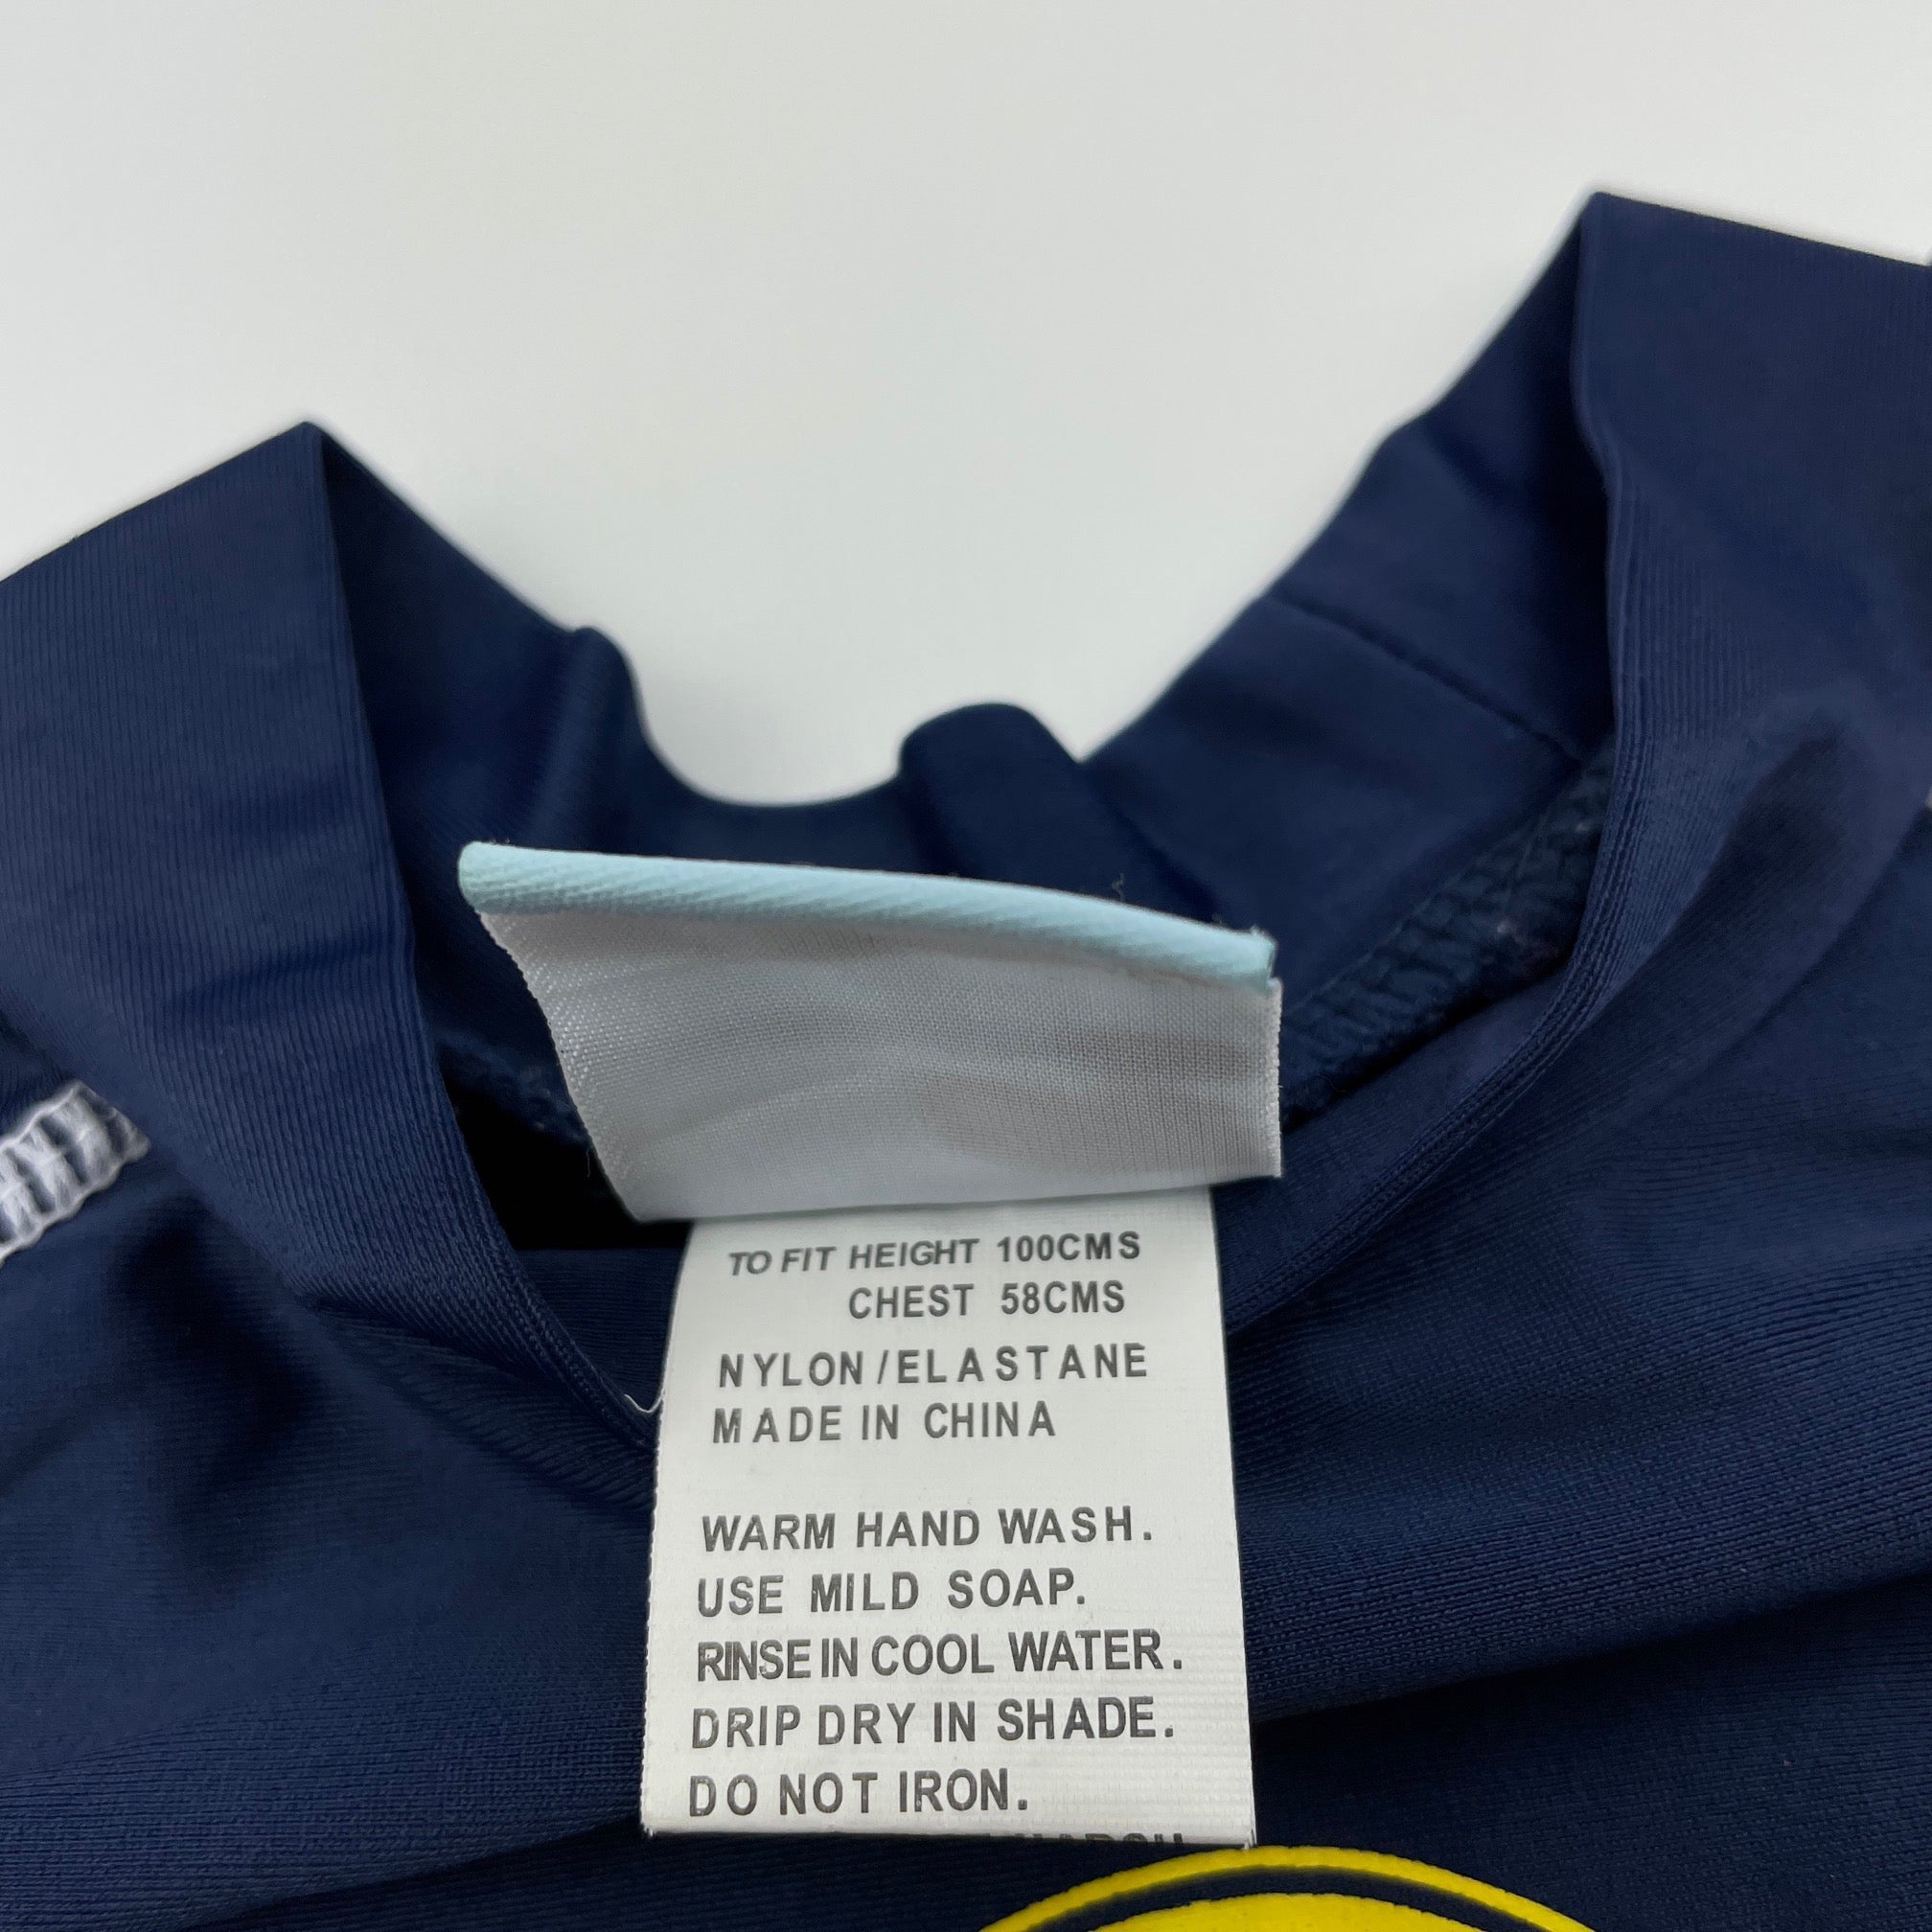 TO FIT HEIGHT 100CMS
CHEST 58CMS
NYLON/ELASTANE
MADE IN CHINA
WARM HAND WASH.
USE MILD SOAP.
RINSE IN COOL WATER.
DRIP DRY IN SHADE.
DO NOT IRON.